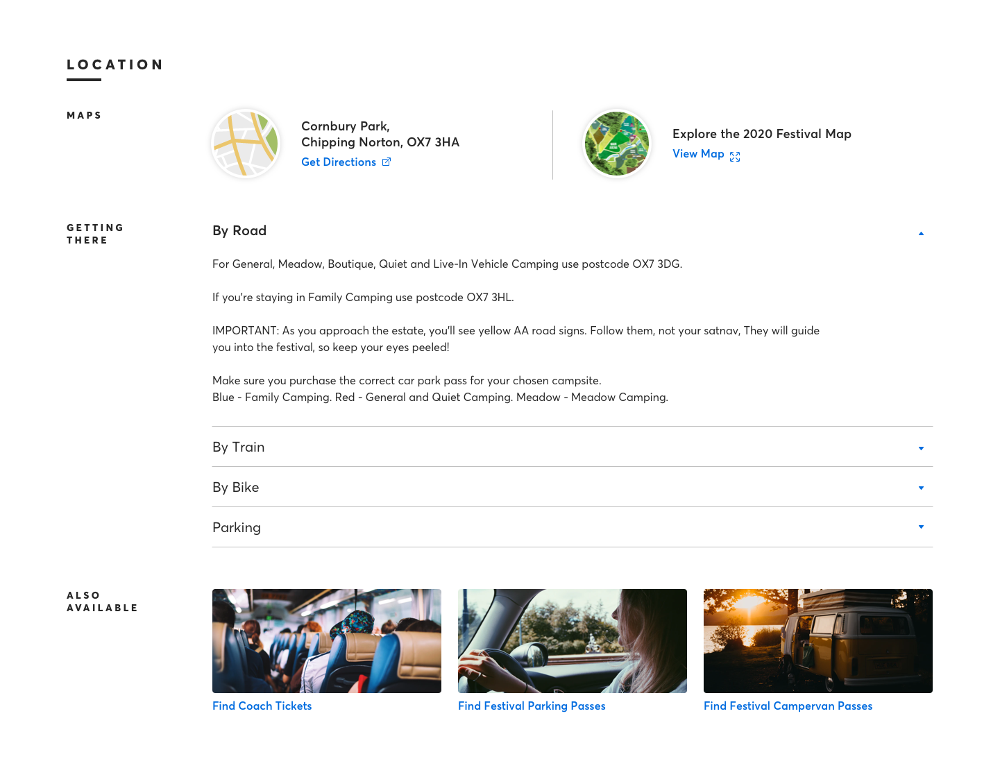 LOCATION
MAPS
Cornbury Park,
Chipping Norton, OX7 3HA
Get Directions
Explore the 2020 Festival Map
View Map
GETTING
THERE
By Road
For General, Meadow, Boutique, Quiet and Live-In Vehicle Camping use postcode OX7 3DG.
If you're staying in Family Camping use postcode OX7 3HL.
IMPORTANT: As you approach the estate, you'll see yellow AA road signs. Follow them, not your satnav, They will guide
you into the festival, so keep your eyes peeled!
Make sure you purchase the correct car park pass for your chosen campsite.
Blue - Family Camping. Red - General and Quiet Camping. Meadow - Meadow Camping.
By Train
By Bike
Parking
ALSO
AVAILABLE
Find Coach Tickets
Find Festival Parking Passes
Find Festival Campervan Passes